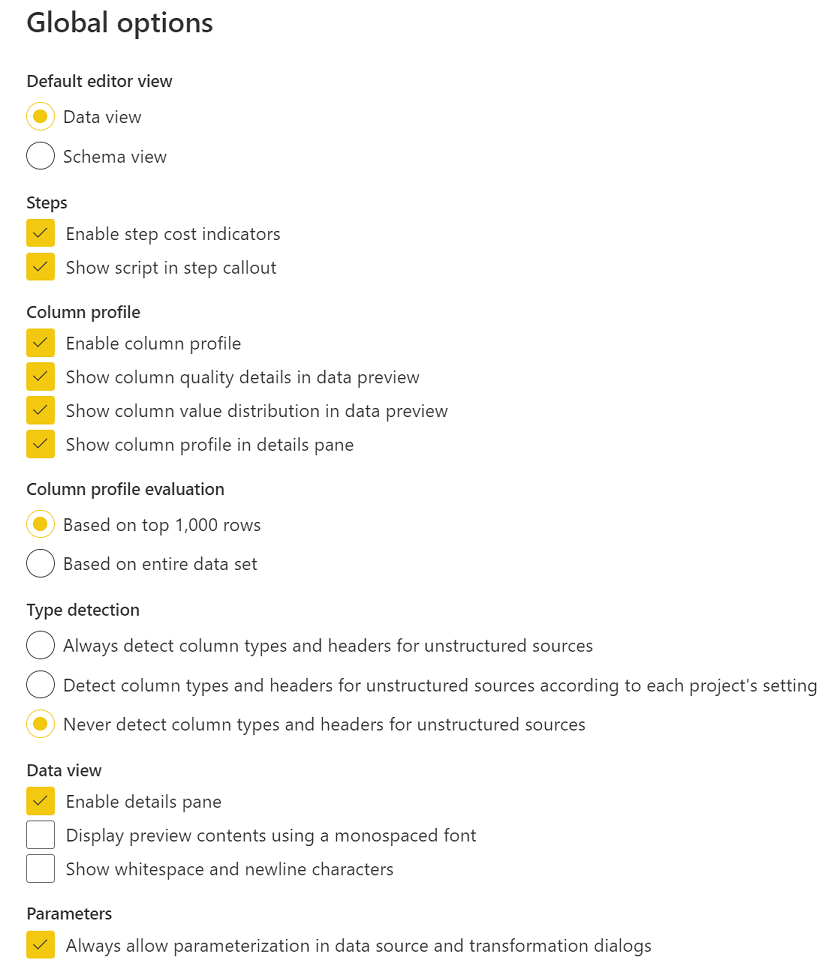 Global options
Default editor view
Data view
Schema view
Steps
Enable step cost indicators
Show script in step callout
Column profile
Enable column profile
Show column quality details in data preview
Show column value distribution in data preview
Show column profile in details pane
Column profile evaluation
Based on top 1,000 rows
Based on entire data set
Type detection
Always detect column types and headers for unstructured sources
Detect column types and headers for unstructured sources according to each project's setting
Never detect column types and headers for unstructured sources
Data view
Enable details pane
Display preview contents using a monospaced font
Show whitespace and newline characters
Parameters
Always allow parameterization in data source and transformation dialogs